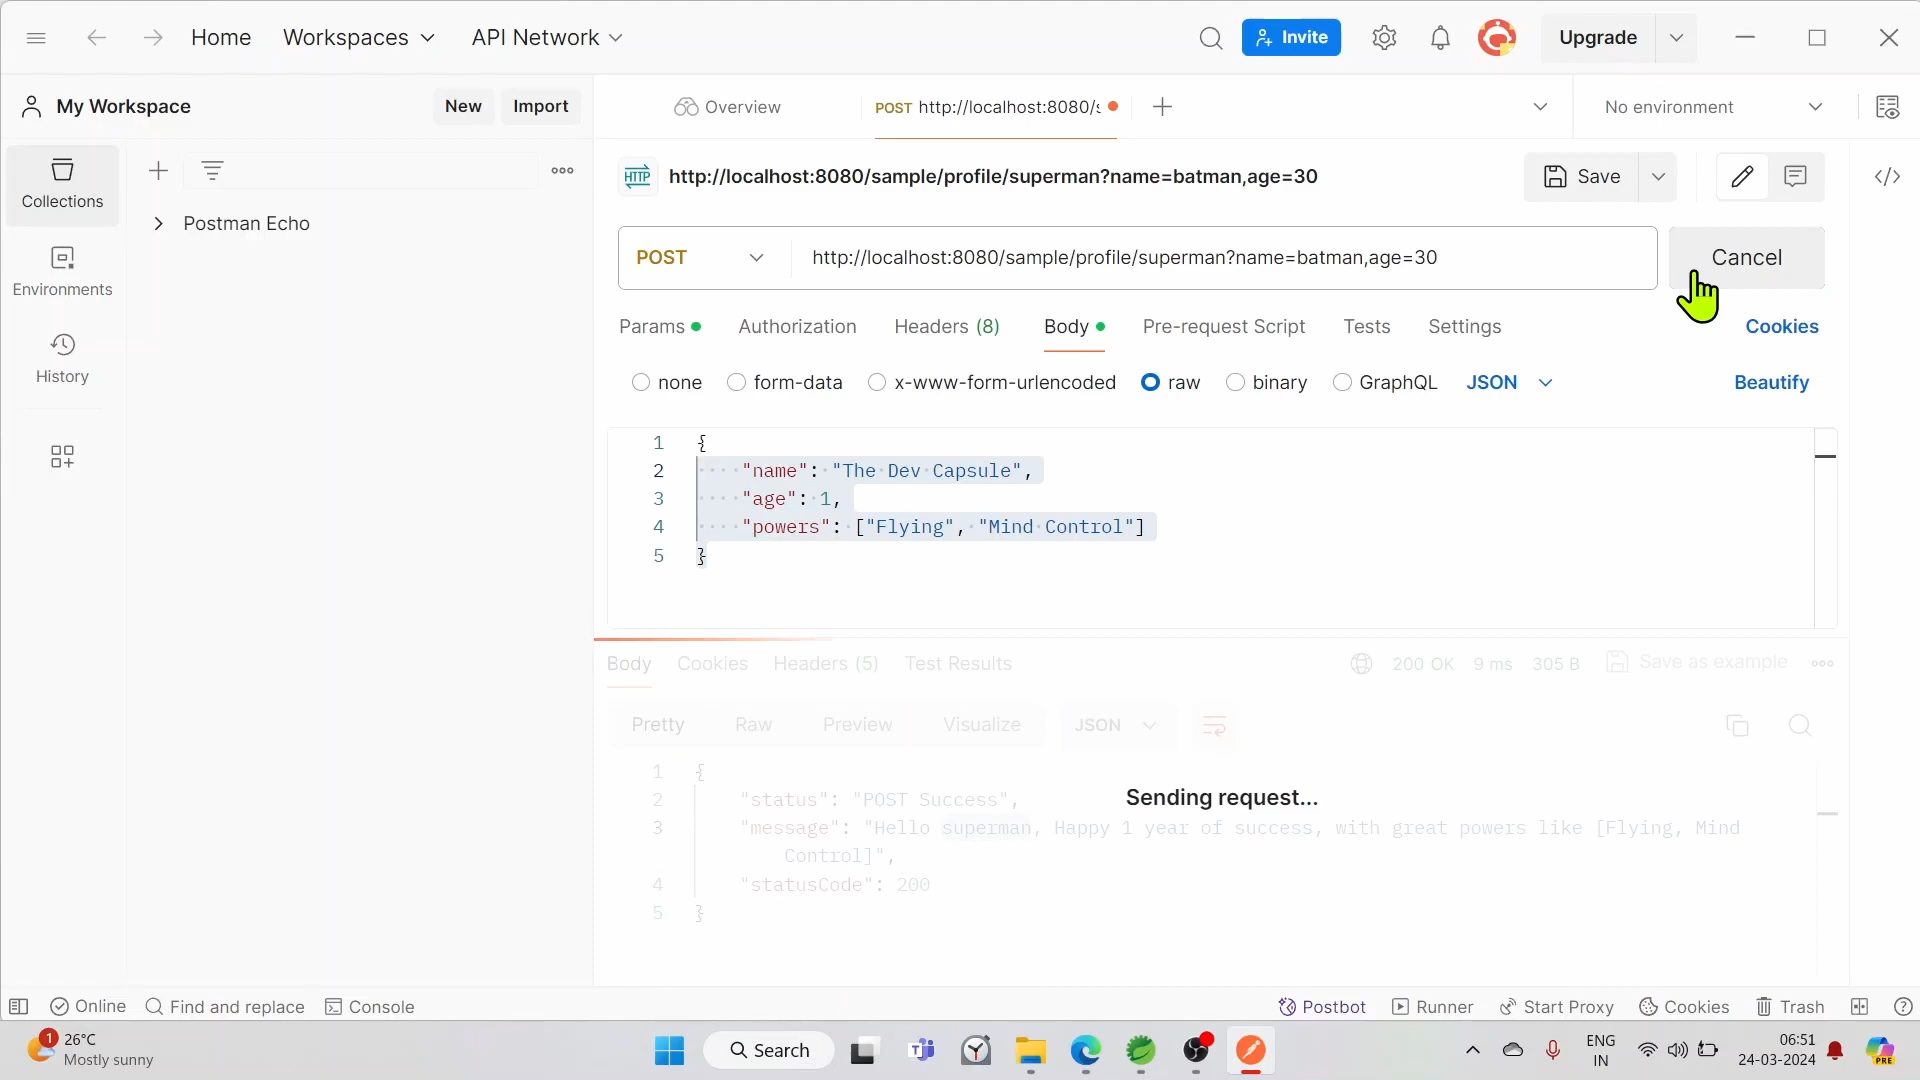 Home
Workspaces
API Network
Invite
Upgrade
My Workspace
New
Import
Overview
POST http://localhost:8080/s
No environment
Collections
Environments
History
Postman Echo
HTTP
http://localhost:8080/sample/profile/superman?name=batman,age=30
Save
POST
http://localhost:8080/sample/profile/superman?name=batman,age=30
Cancel
Params
Authorization
Headers (8)
Body
Pre-request Script
Tests
Settings
Cookies
none
form-data
x-www-form-urlencoded
raw
binary
GraphQL
JSON
Beautify
1 {
2 "name": "The Dev Capsule",
3 "age": 1,
4 "powers": ["Flying", "Mind Control"]
5 }
Body
Cookies
Headers (5)
Test Results
200 OK
9 ms
305 B
Save as example
Pretty
Raw
Preview
Visualize
JSON
Sending request...
1 {
2 "status": "POST Success",
3 "message": "Hello superman, Happy 1 year of success, with great powers like [Flying, Mind
Control]",
4 "statusCode": 200
5 }
Online
Find and replace
Console
Postbot
Runner
Start Proxy
Cookies
Trash
1
26°C
Mostly sunny
Search
ENG
IN
06:51
24-03-2024
PRE